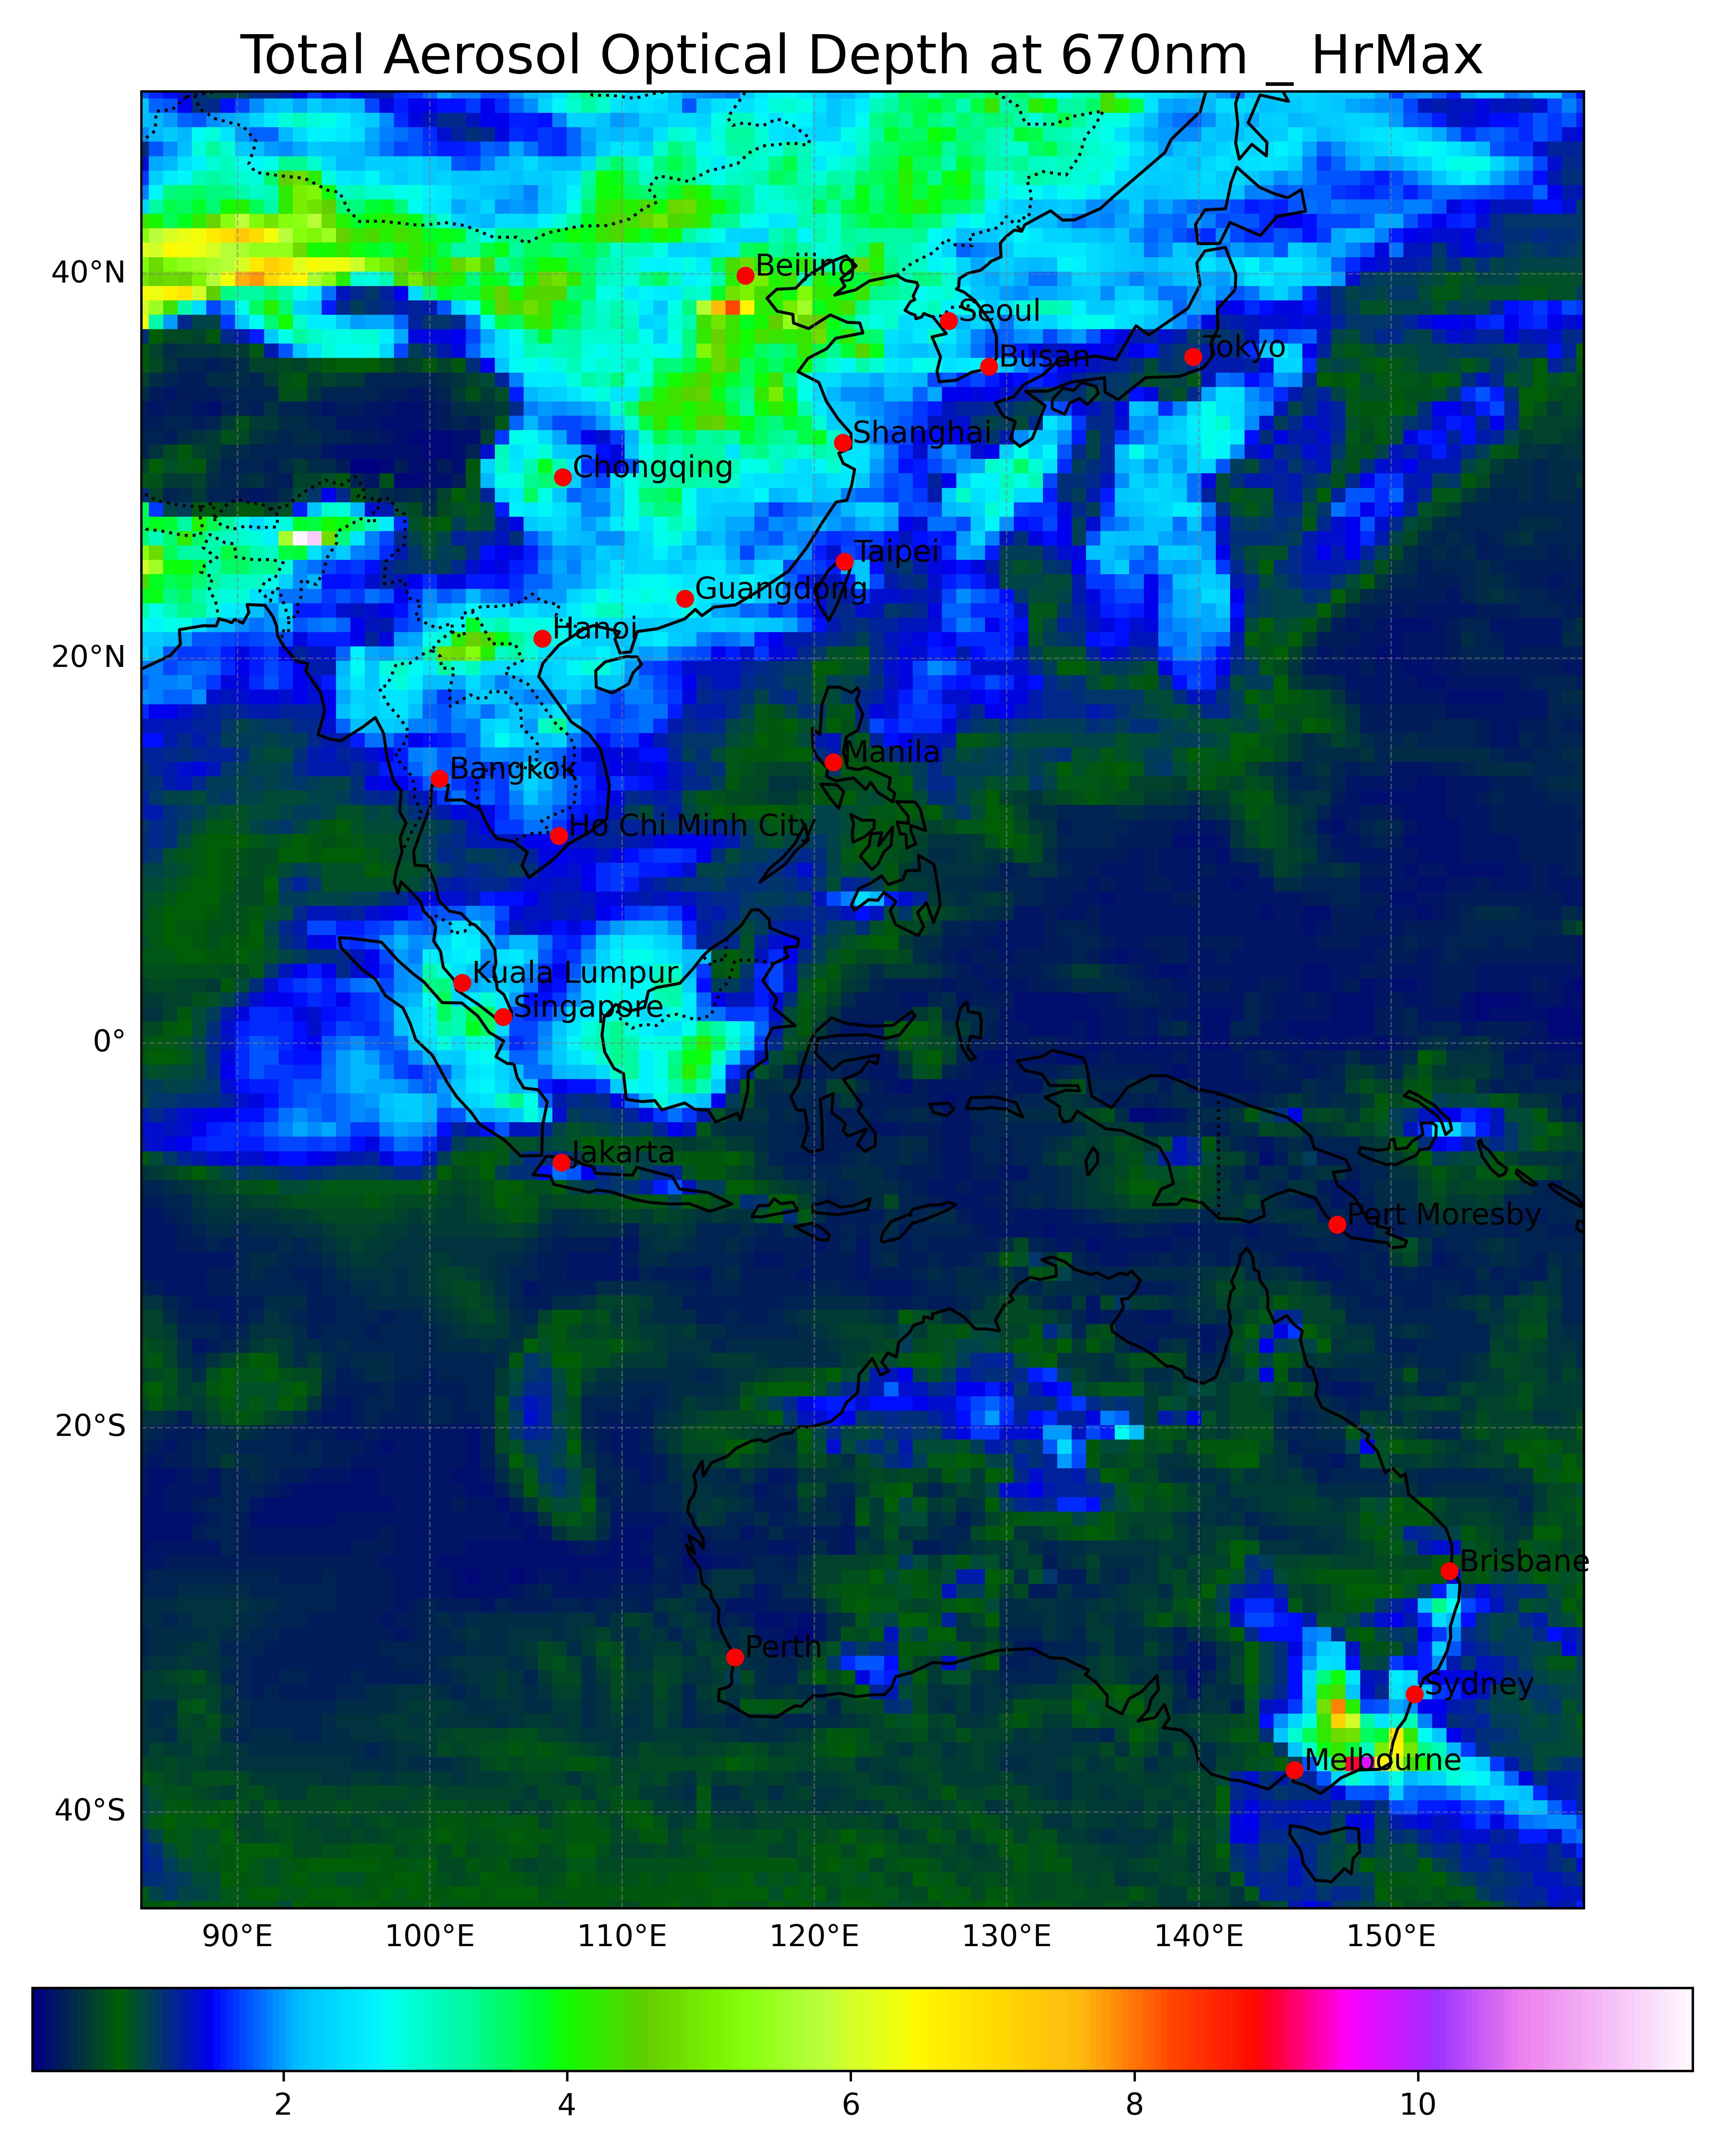 Total Aerosol Optical Depth at 670nm _ HrMax
40°N
Beijing
Seoul
Tokyo
Busan
Shanghai
Chongqing
Taipei
Guangdong
Hanoi
20°N
Manila
Bangkok
Ho Chi Minh City
Kuala Lumpur
Singapore
0°
Jakarta
Port Moresby
20°S
Brisbane
Perth
Sydney
Melbourne
40°S
90°E 100°E 110°E 120°E 130°E 140°E 150°E
2 4 6 8 10